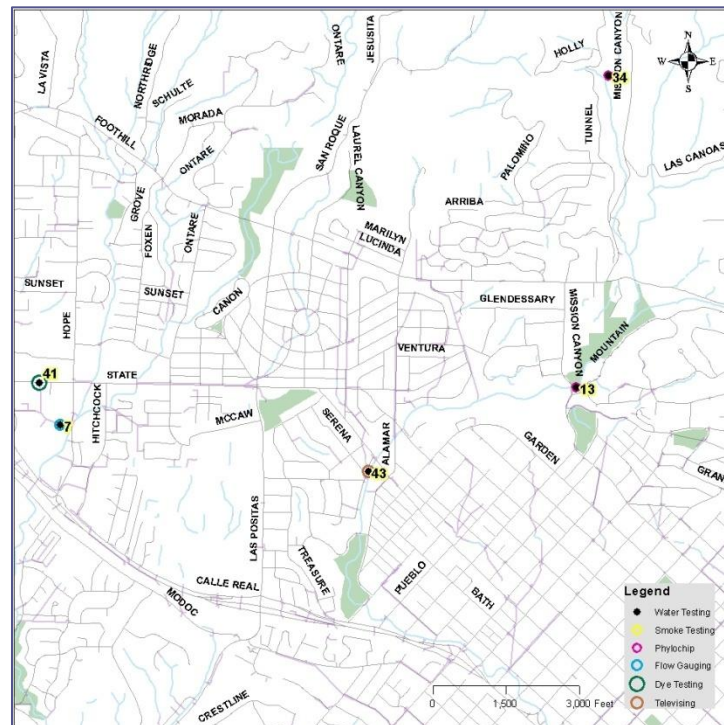 LA VISTA
NORTHRIDGE
SCHULTE
ONTARE
JESUSITA
HOLLY
MISSION CANYON
N
W E
S
34
FOOTHILL
MORADA
ONTARE
SAN ROQUE
LAUREL CANYON
PALOMINO
TUNNEL
LAS CANOAS
GROVE
FOXEN
ONTARE
ARRIBA
MARILYN
LUCINDA
SUNSET
HOPE
SUNSET
CANON
GLENDESSARY
MISSION CANYON
MOUNTAIN
VENTURA
41
STATE
13
7
HITCHCOCK
MCCAW
SERENA
ALAMAR
GARDEN
43
LAS POSITAS
TREASURE
PUEBLO
BATH
CALLE REAL
MODOC
CRESTLINE
Legend
Water Testing
Smoke Testing
Phylochip
Flow Gauging
Dye Testing
Televising
0 1,500 3,000 Feet